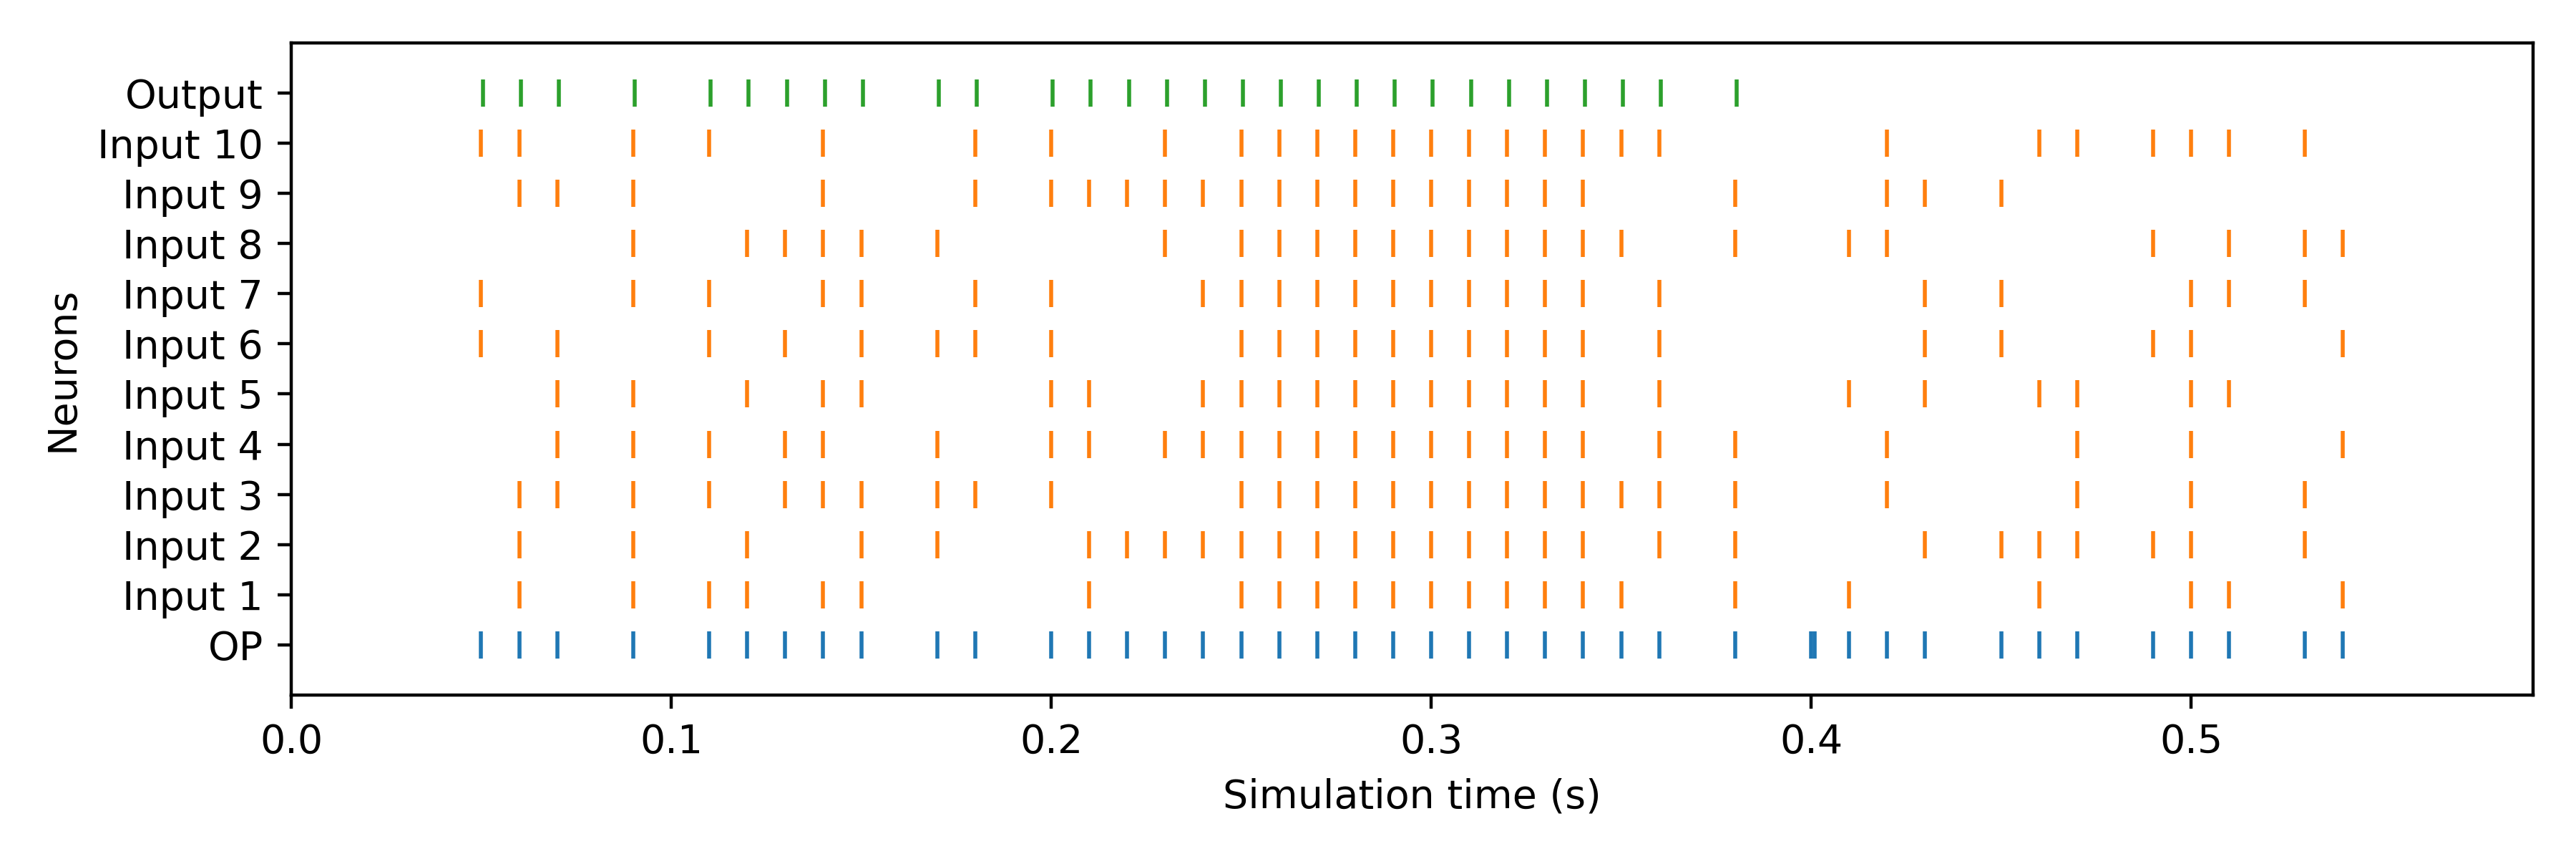 Output
Input 10
Input 9
Input 8
Input 7
Input 6
Input 5
Input 4
Input 3
Input 2
Input 1
OP
Neurons
0.0 0.1 0.2 0.3 0.4 0.5
Simulation time (s)